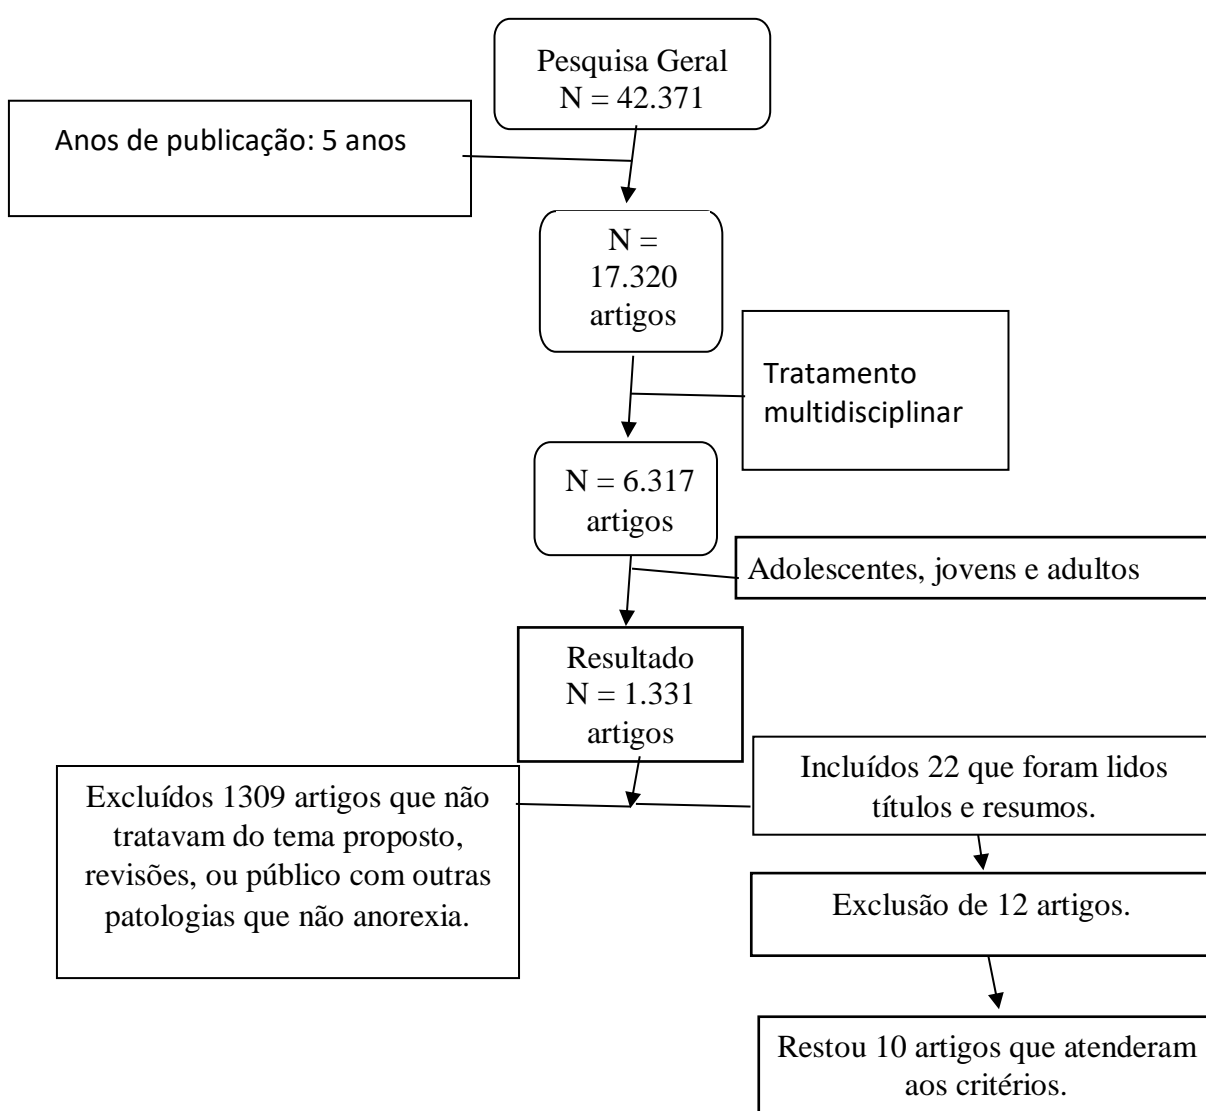 Pesquisa Geral
N = 42.371
Anos de publicação: 5 anos
N =
17.320
artigos
Tratamento
multidisciplinar
N = 6.317
artigos
Adolescentes, jovens e adultos
Resultado
N = 1.331
artigos
Excluídos 1309 artigos que não
tratavam do tema proposto,
revisões, ou público com outras
patologias que não anorexia.
Incluídos 22 que foram lidos
títulos e resumos.
Exclusão de 12 artigos.
Restou 10 artigos que atenderam
aos critérios.